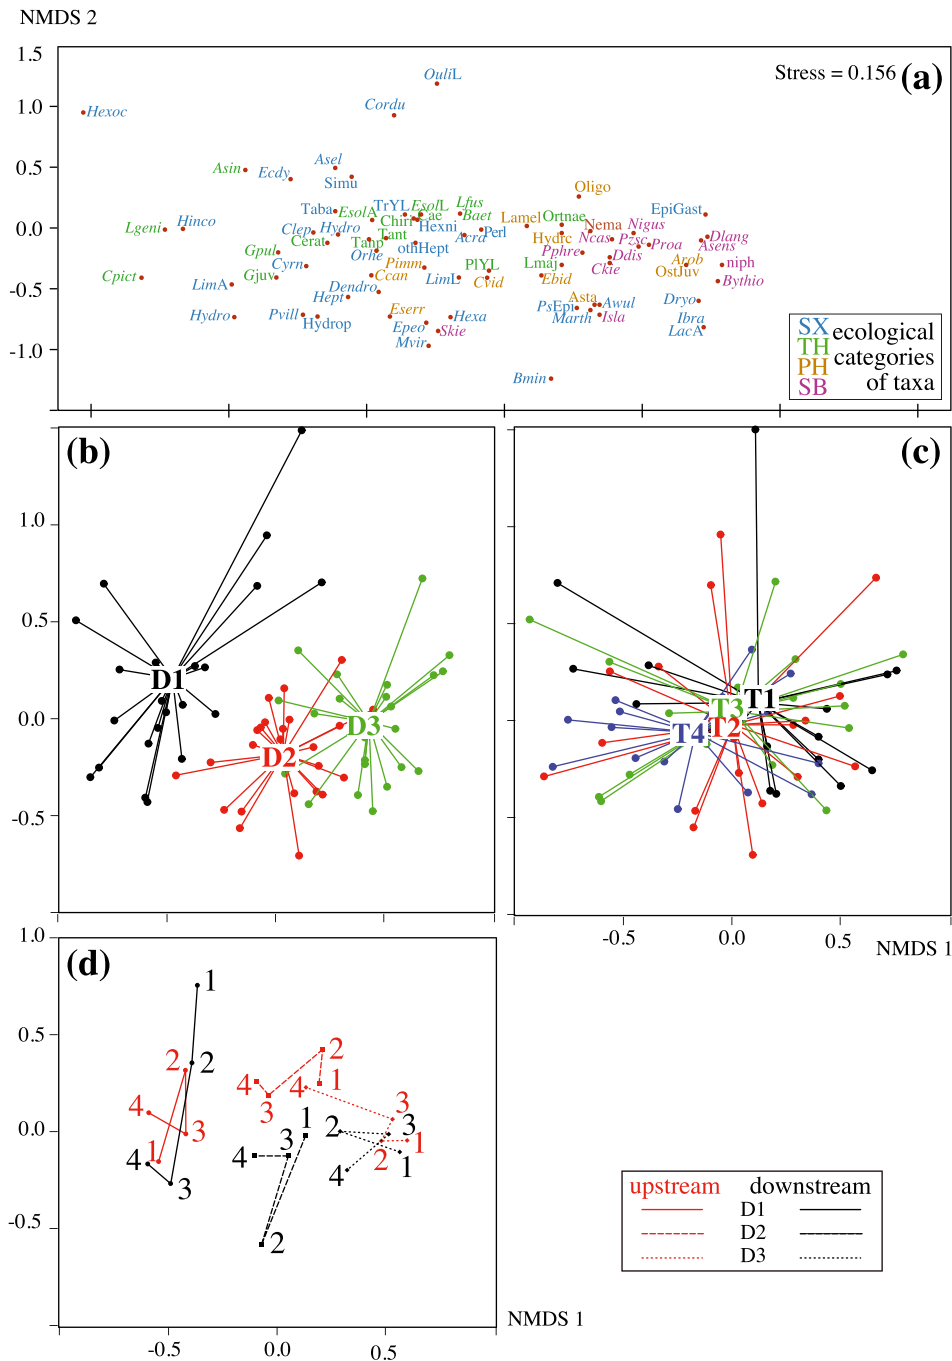 NMDS 2
1.5
1.0
0.5
0.0
-0.5
-1.0
Stress = 0.156 (a)
OuliL
Cordu
Hexoc
Asin
Ecdy
Asel
Simu
Taba
EsolA
TrYL
EsolL
Lfus
Chiri
Cae
Baet
Oligo
Lgeni
Hinco
Clep
Hydro
Hexni
Lamel
Ortnae
Nema
Nigus
EpiGast
Cerat
Tanp
Tant
othHept
Acra
Perl
Hydrc
Ncas
Pzsc
Proa
Dlang
Asens
Gpul
Orhe
Pphre
Ddis
Cyrn
Pimm
PlYL
Lmaj
Ckie
Arob
niph
Cpict
Gjuv
Ccan
LimL
Cvid
Ebid
OstJuv
Bythio
LimA
Dendro
Hept
Asta
Awul
Dryo
Hydro
Pvill
Hydrop
Eserr
Epeo
Hexa
PsEpi
Marth
Isla
Ibra
Skie
Mvir
LacA
Bmin
SX
TH
PH
SB
ecological
categories
of taxa
(b)
1.0
0.5
0.0
-0.5
D1
D2
D3
(c)
T1
T3
T2
T4
-0.5
0.0
0.5
NMDS 1
(d)
1.0
0.5
0.0
-0.5
1
2
2
4
3
1
4
3
2
4
4
1
3
1
3
4
2
3
2
3
1
2
1
4
-0.5
0.0
0.5
NMDS 1
upstream downstream
D1
D2
D3